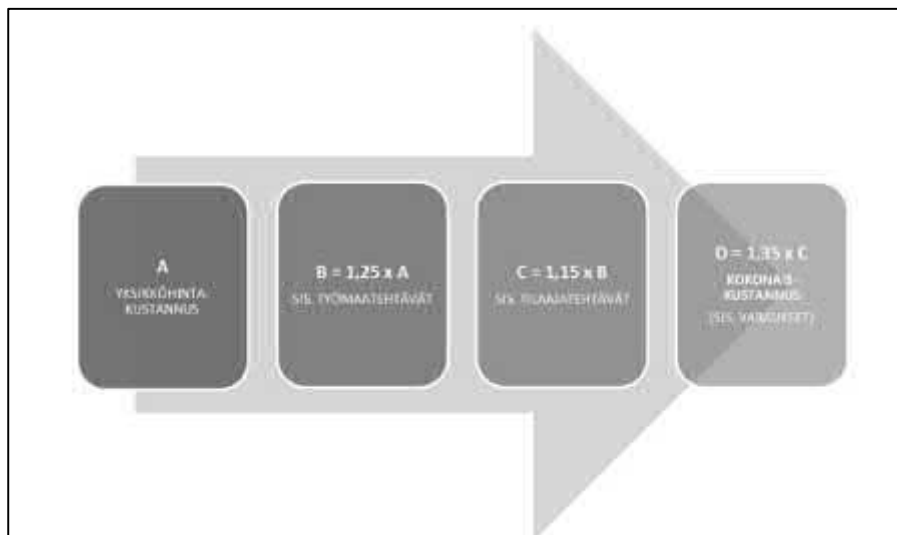 A
YKSIKKÖHINTA-
KUSTANNUS
B = 1,25 x A
SIS. TYÖMAATEHTÄVÄT
C = 1,15 x B
SIS. TILAAJATEHTÄVÄT
D = 1,35 x C
KOKONAIS-
KUSTANNUS
(SIS. VARAUKSET)